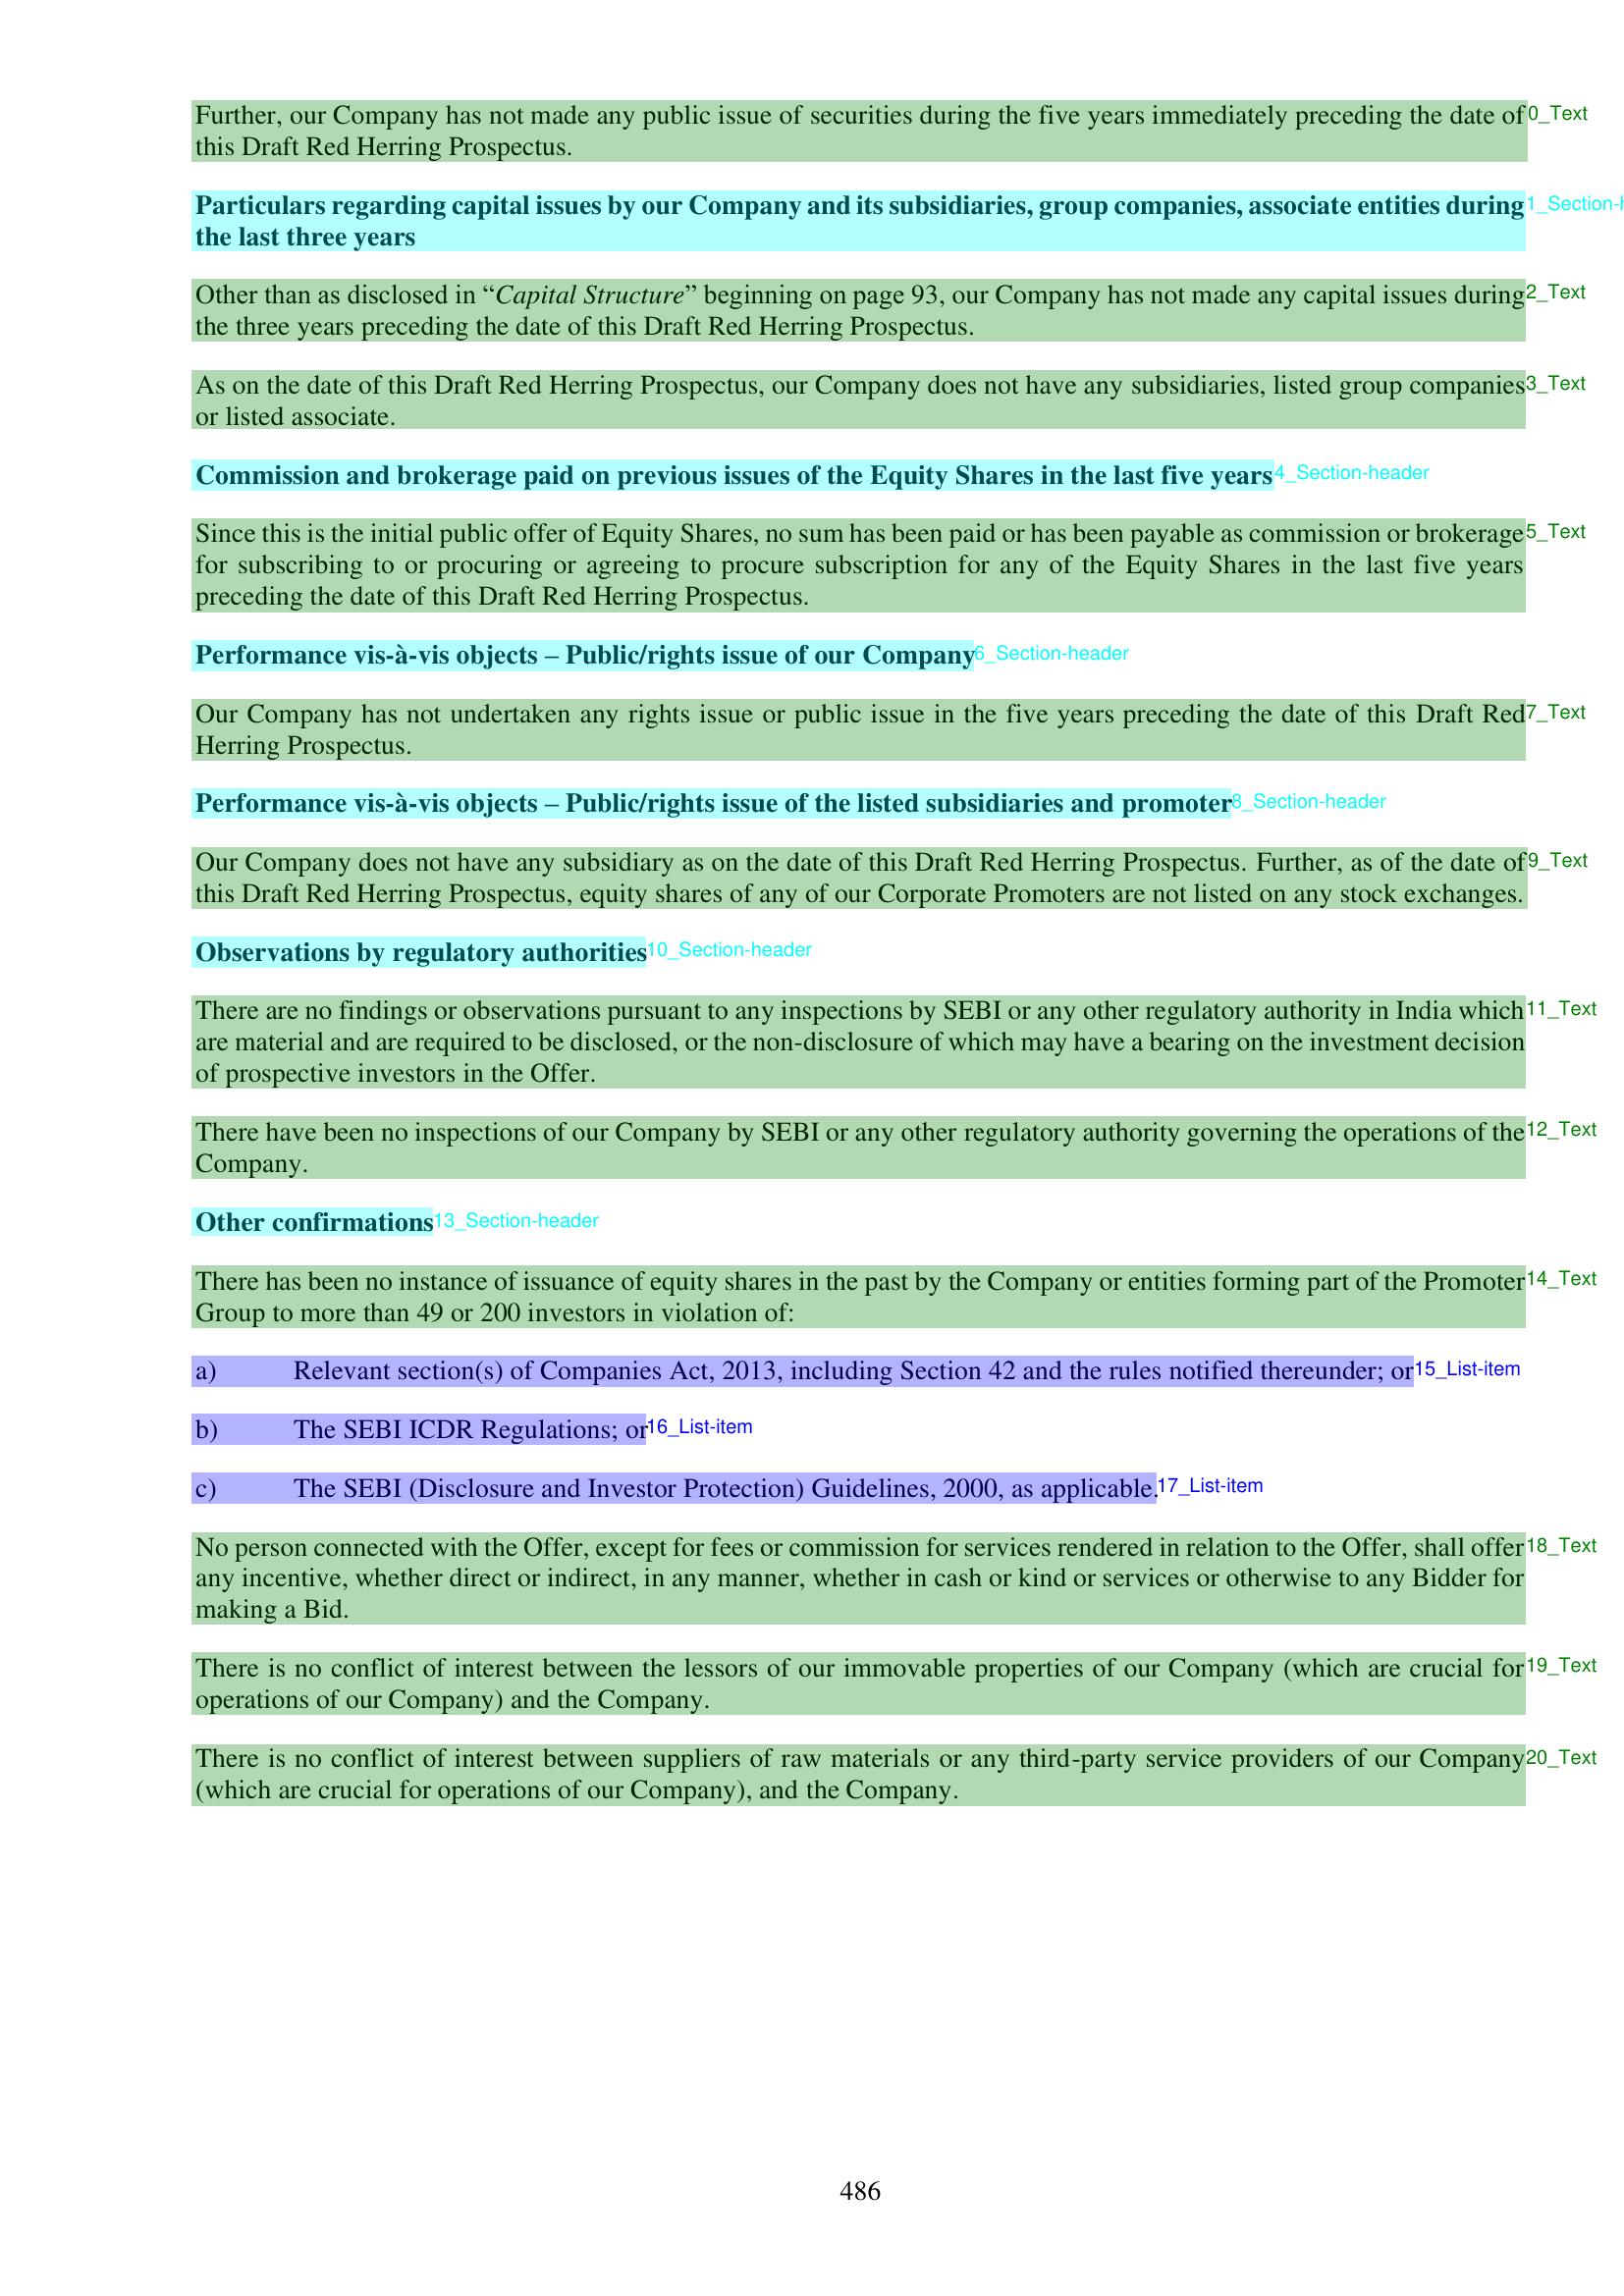 Further, our Company has not made any public issue of securities during the five years immediately preceding the date of 0_Text
this Draft Red Herring Prospectus.
Particulars regarding capital issues by our Company and its subsidiaries, group companies, associate entities during 1_Section-h
the last three years
Other than as disclosed in “Capital Structure” beginning on page 93, our Company has not made any capital issues during 2_Text
the three years preceding the date of this Draft Red Herring Prospectus.
As on the date of this Draft Red Herring Prospectus, our Company does not have any subsidiaries, listed group companies 3_Text
or listed associate.
Commission and brokerage paid on previous issues of the Equity Shares in the last five years 4_Section-header
Since this is the initial public offer of Equity Shares, no sum has been paid or has been payable as commission or brokerage 5_Text
for subscribing to or procuring or agreeing to procure subscription for any of the Equity Shares in the last five years
preceding the date of this Draft Red Herring Prospectus.
Performance vis-à-vis objects – Public/rights issue of our Company 6_Section-header
Our Company has not undertaken any rights issue or public issue in the five years preceding the date of this Draft Red 7_Text
Herring Prospectus.
Performance vis-à-vis objects – Public/rights issue of the listed subsidiaries and promoter 8_Section-header
Our Company does not have any subsidiary as on the date of this Draft Red Herring Prospectus. Further, as of the date of 9_Text
this Draft Red Herring Prospectus, equity shares of any of our Corporate Promoters are not listed on any stock exchanges.
Observations by regulatory authorities 10_Section-header
There are no findings or observations pursuant to any inspections by SEBI or any other regulatory authority in India which 11_Text
are material and are required to be disclosed, or the non-disclosure of which may have a bearing on the investment decision
of prospective investors in the Offer.
There have been no inspections of our Company by SEBI or any other regulatory authority governing the operations of the 12_Text
Company.
Other confirmations 13_Section-header
There has been no instance of issuance of equity shares in the past by the Company or entities forming part of the Promoter 14_Text
Group to more than 49 or 200 investors in violation of:
a) Relevant section(s) of Companies Act, 2013, including Section 42 and the rules notified thereunder; or 15_List-item
b) The SEBI ICDR Regulations; or 16_List-item
c) The SEBI (Disclosure and Investor Protection) Guidelines, 2000, as applicable. 17_List-item
No person connected with the Offer, except for fees or commission for services rendered in relation to the Offer, shall offer 18_Text
any incentive, whether direct or indirect, in any manner, whether in cash or kind or services or otherwise to any Bidder for
making a Bid.
There is no conflict of interest between the lessors of our immovable properties of our Company (which are crucial for 19_Text
operations of our Company) and the Company.
There is no conflict of interest between suppliers of raw materials or any third-party service providers of our Company 20_Text
(which are crucial for operations of our Company), and the Company.
486